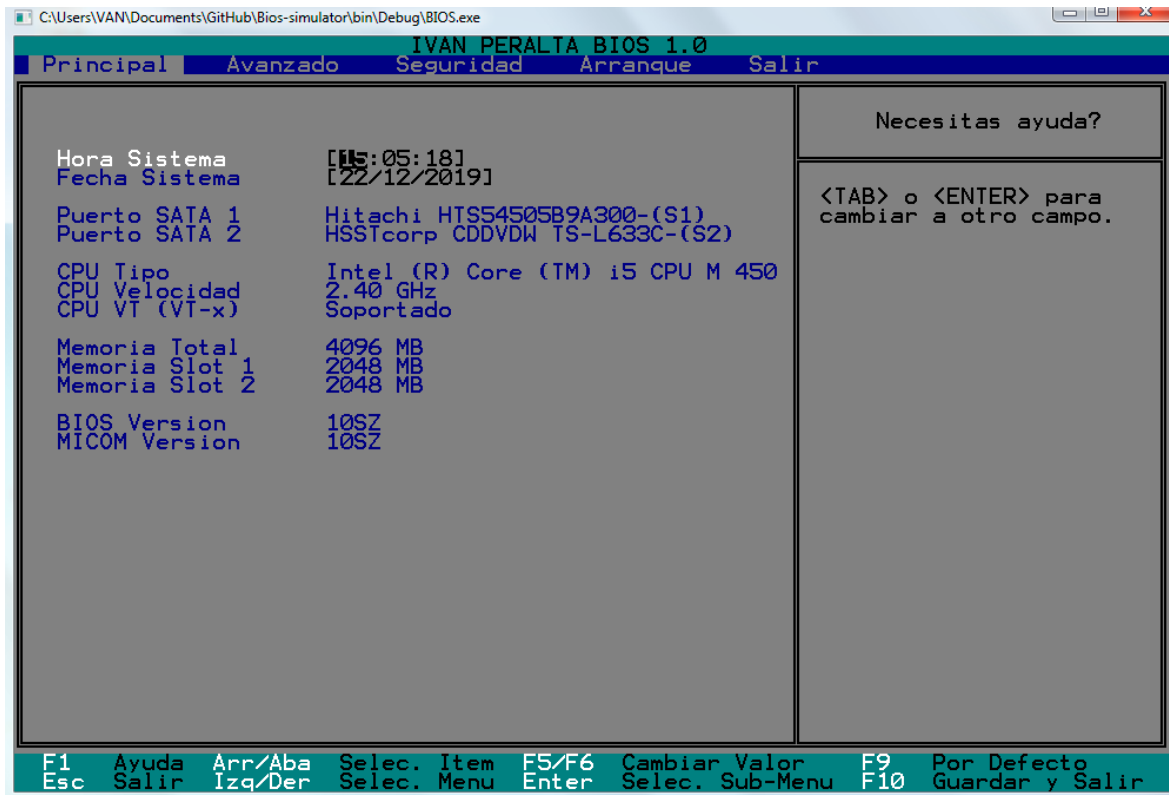 C:\Users\VAN\Documents\GitHub\Bios-simulator\bin\Debug\BIOS.exe
IVAN PERALTA BIOS 1.0
Principal Avanzado Seguridad Arranque Salir
Necesitas ayuda?
Hora Sistema [15:05:18]
Fecha Sistema [22/12/2019]
<TAB> o <ENTER> para
cambiar a otro campo.
Puerto SATA 1 Hitachi HTS54505B9A300-(S1)
Puerto SATA 2 HSSTcorp CDDVDW TS-L633C-(S2)
CPU Tipo Intel (R) Core (TM) i5 CPU M 450
CPU Velocidad 2.40 GHz
CPU VT (VT-x) Soportado
Memoria Total 4096 MB
Memoria Slot 1 2048 MB
Memoria Slot 2 2048 MB
BIOS Version 10SZ
MICOM Version 10SZ
F1 Ayuda Arr/Aba Selec. Item F5/F6 Cambiar Valor F9 Por Defecto
Esc Salir Izq/Der Selec. Menu Enter Selec. Sub-Menu F10 Guardar y Salir